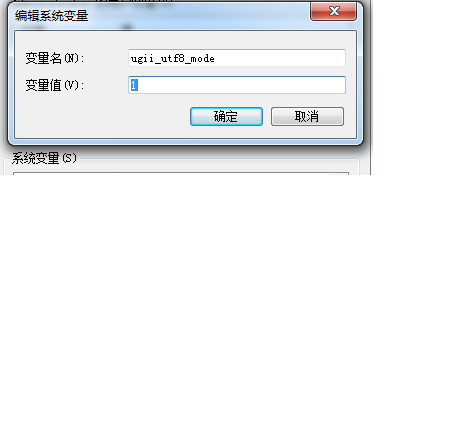 编辑系统变量
变量名(N):
ugii_utf8_mode
变量值(V):
1
确定
取消
系统变量(S)